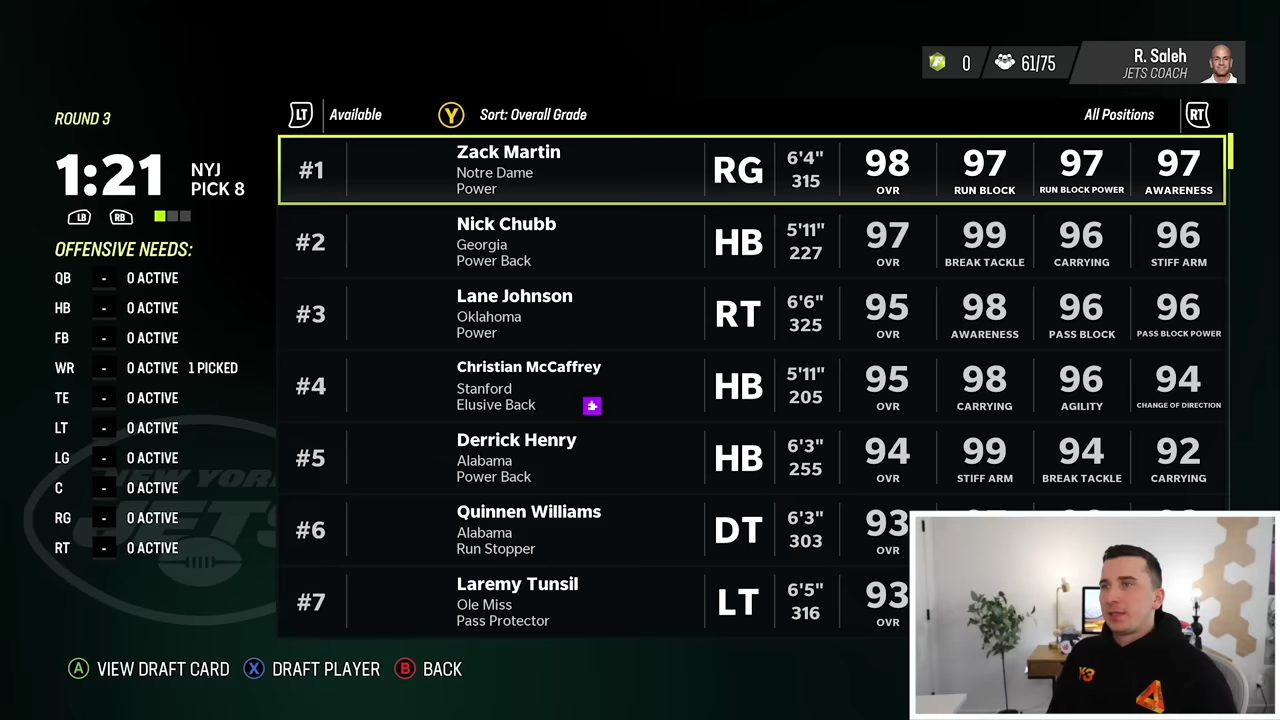 0
61/75
R. Saleh
JETS COACH
ROUND 3
1:21
NYJ
PICK 8
LB RB
OFFENSIVE NEEDS:
QB - 0 ACTIVE
HB - 0 ACTIVE
FB - 0 ACTIVE
WR - 0 ACTIVE 1 PICKED
TE - 0 ACTIVE
LT - 0 ACTIVE
LG - 0 ACTIVE
C - 0 ACTIVE
RG - 0 ACTIVE
RT - 0 ACTIVE
NEW YORK
JETS
LT Available Y Sort: Overall Grade All Positions RT
#1
Zack Martin
Notre Dame
Power
RG
6'4"
315
98 97 97 97
OVR RUN BLOCK RUN BLOCK POWER AWARENESS
#2
Nick Chubb
Georgia
Power Back
HB
5'11"
227
97 99 96 96
OVR BREAK TACKLE CARRYING STIFF ARM
#3
Lane Johnson
Oklahoma
Power
RT
6'6"
325
95 98 96 96
OVR AWARENESS PASS BLOCK PASS BLOCK POWER
#4
Christian McCaffrey
Stanford
Elusive Back
HB
5'11"
205
95 98 96 94
OVR CARRYING AGILITY CHANGE OF DIRECTION
#5
Derrick Henry
Alabama
Power Back
HB
6'3"
255
94 99 94 92
OVR STIFF ARM BREAK TACKLE CARRYING
#6
Quinnen Williams
Alabama
Run Stopper
DT
6'3"
303
93
OVR
#7
Laremy Tunsil
Ole Miss
Pass Protector
LT
6'5"
316
93
OVR
A VIEW DRAFT CARD X DRAFT PLAYER B BACK
Y-3